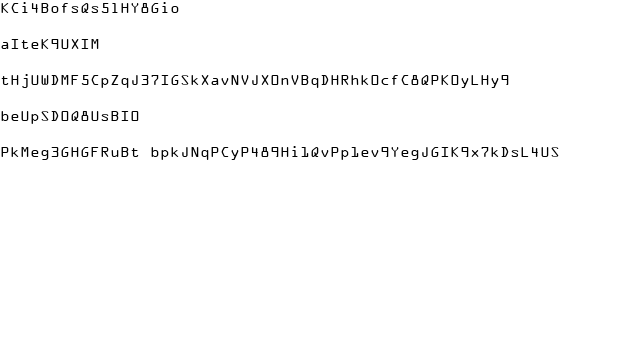 KCi4BofsQs51HY8Gio
aIteK9UXIM
tHjUWDMF5CpZqJ37IGSkXavNVJXOnVBqDHRhkOcfC8QPKOyLHy9
beUpSDOQ8UsBIO
PkMeg3GHGFRuBt bpkJNqPCyP489Hi1QvPp1ev9YegJGIK9x7kDsL4US